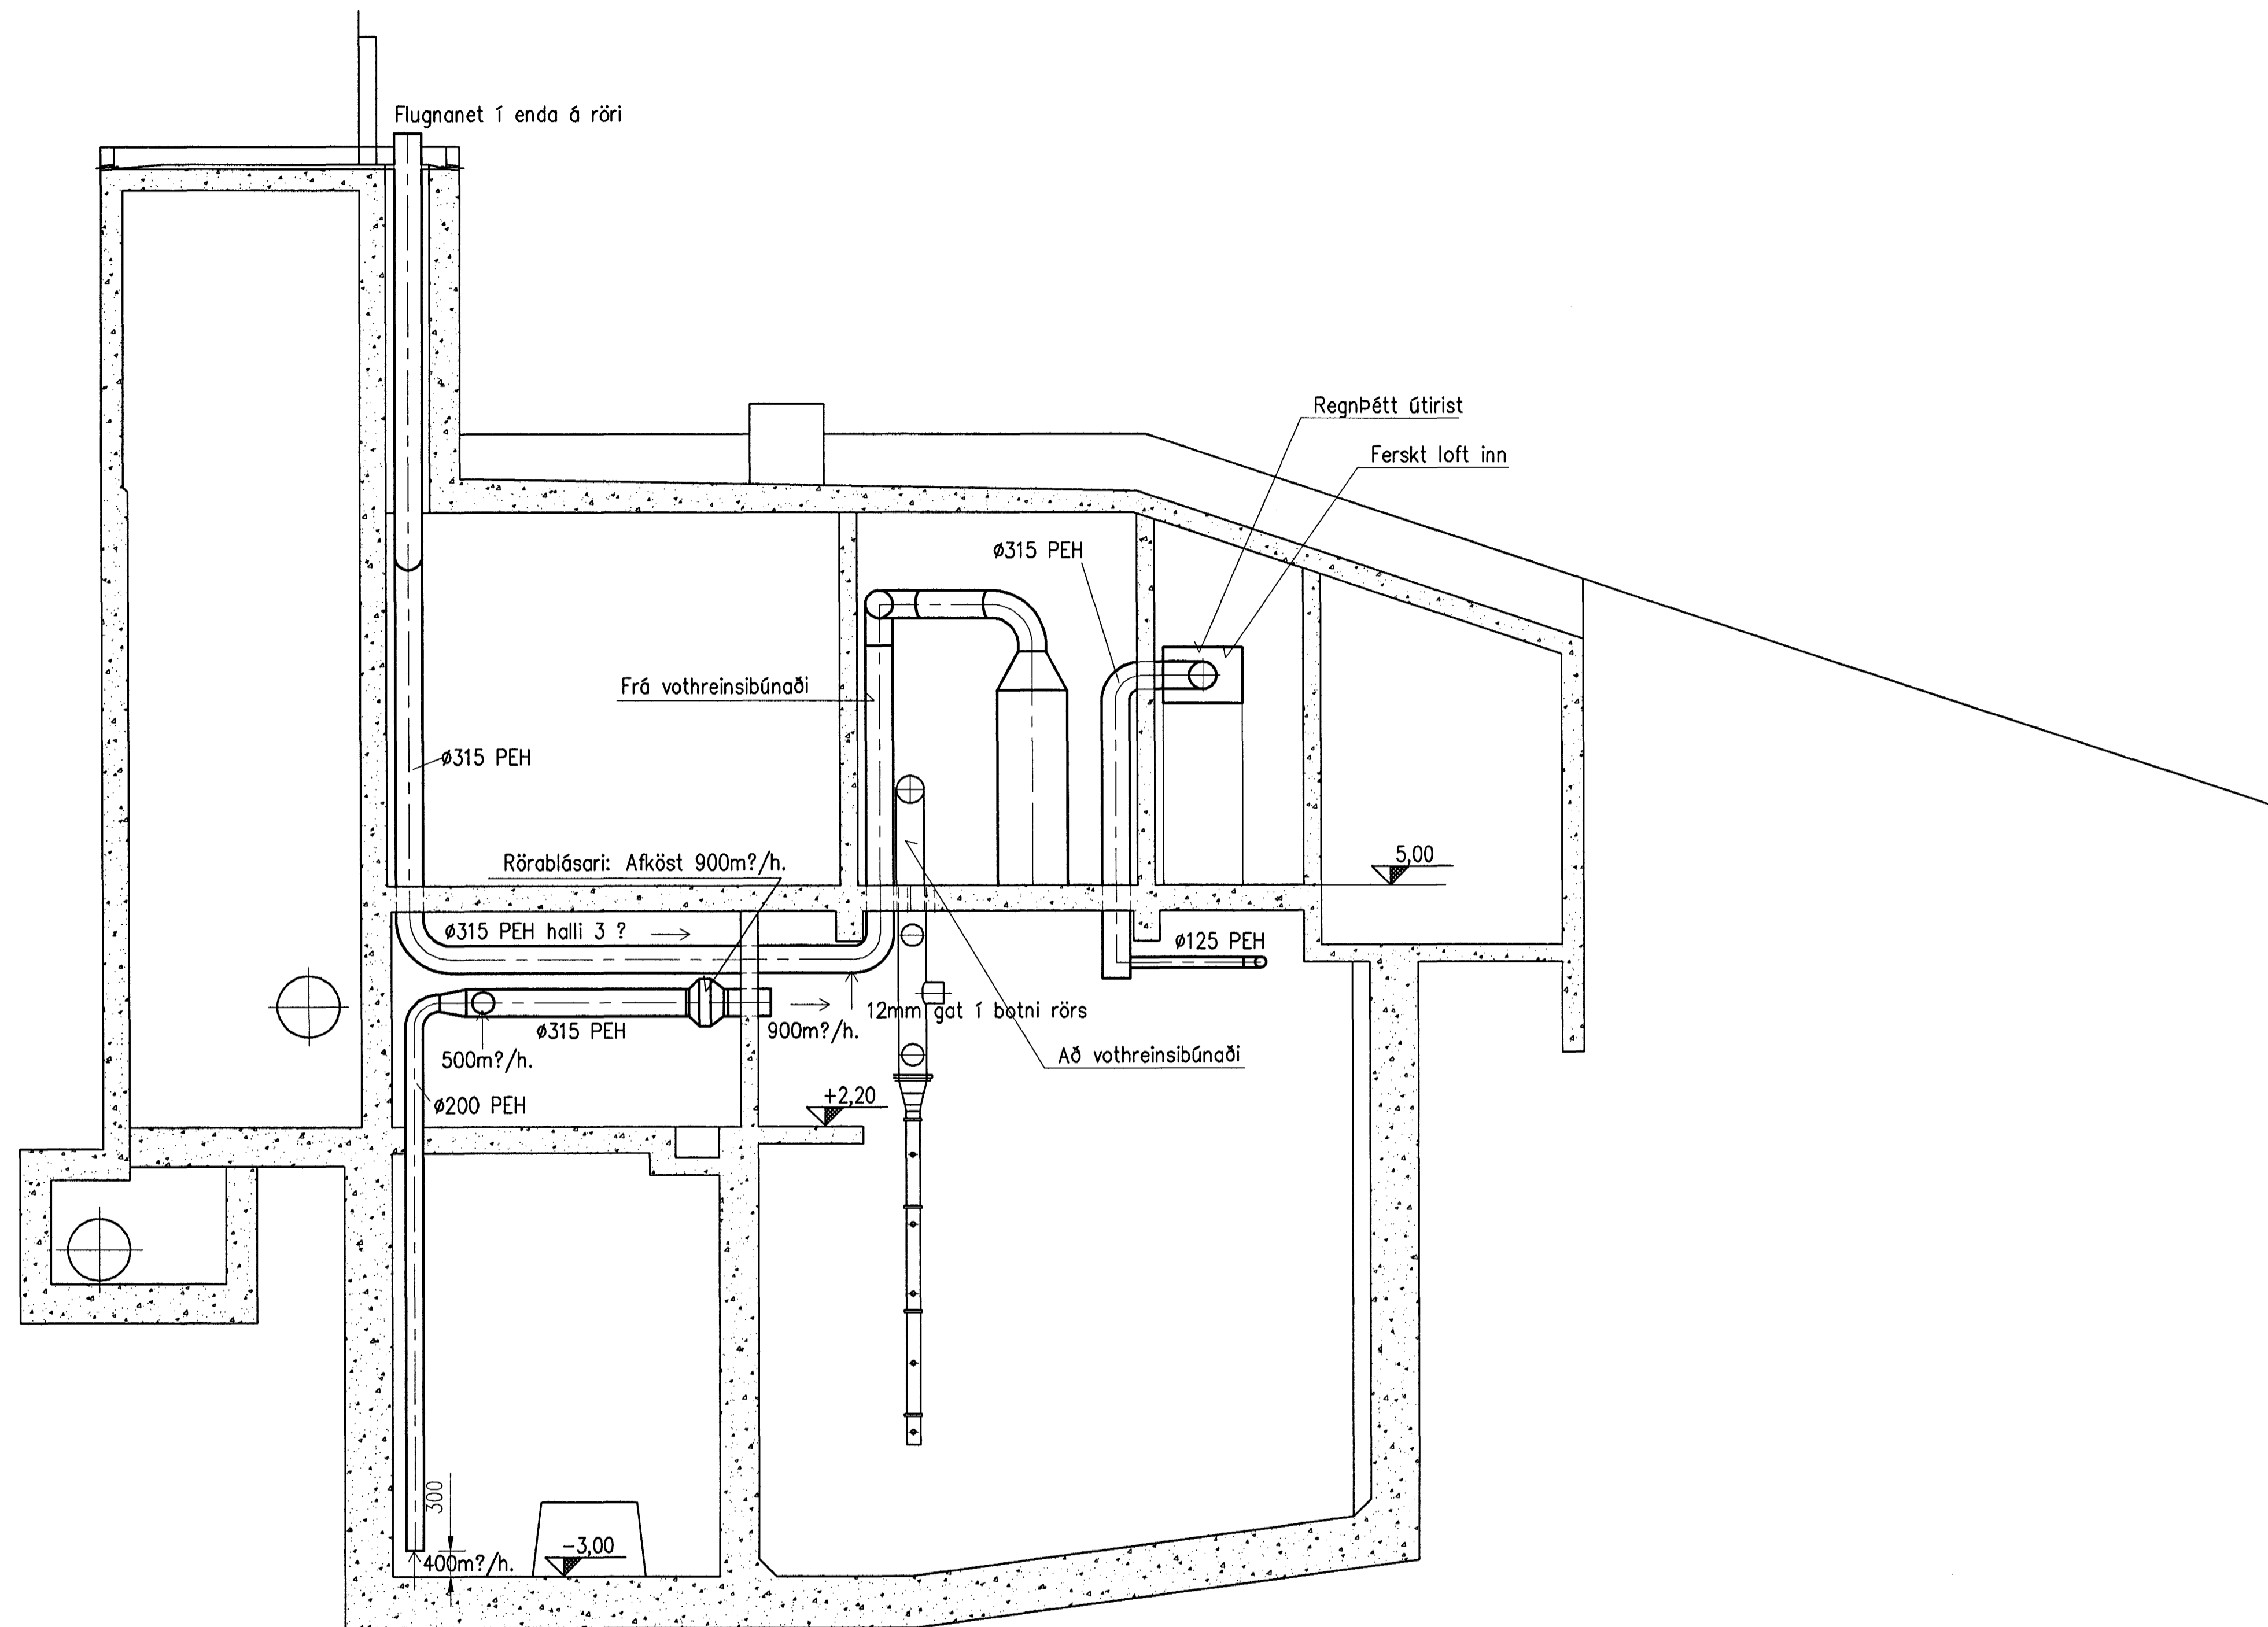 Flugnanet í enda á röri
RegnÞétt útirist
Ferskt loft inn
ø315 PEH
Frá vothreinsibúnaði
ø315 PEH
Rörablásari: Afköst 900m?/h.
5,00
ø315 PEH halli 3 ?
ø125 PEH
12mm gat í botni rörs
ø315 PEH
900m?/h.
500m?/h.
Að vothreinsibúnaði
ø200 PEH
+2,20
300
-3,00
400m?/h.